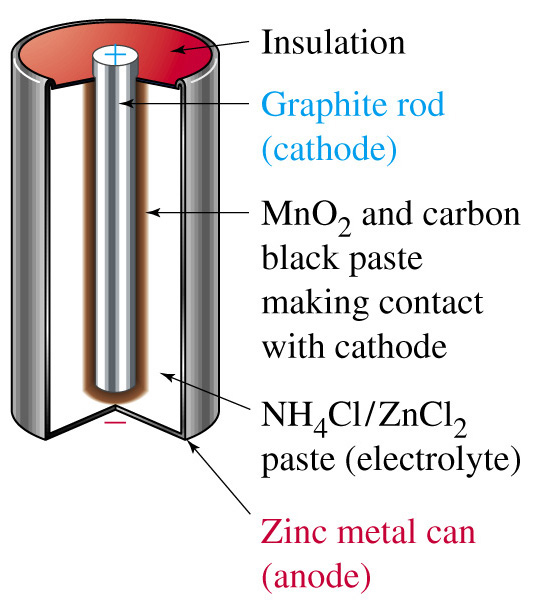 +
Insulation
Graphite rod
(cathode)
MnO₂ and carbon
black paste
making contact
with cathode
NH₄Cl/ZnCl₂
paste (electrolyte)
−
Zinc metal can
(anode)